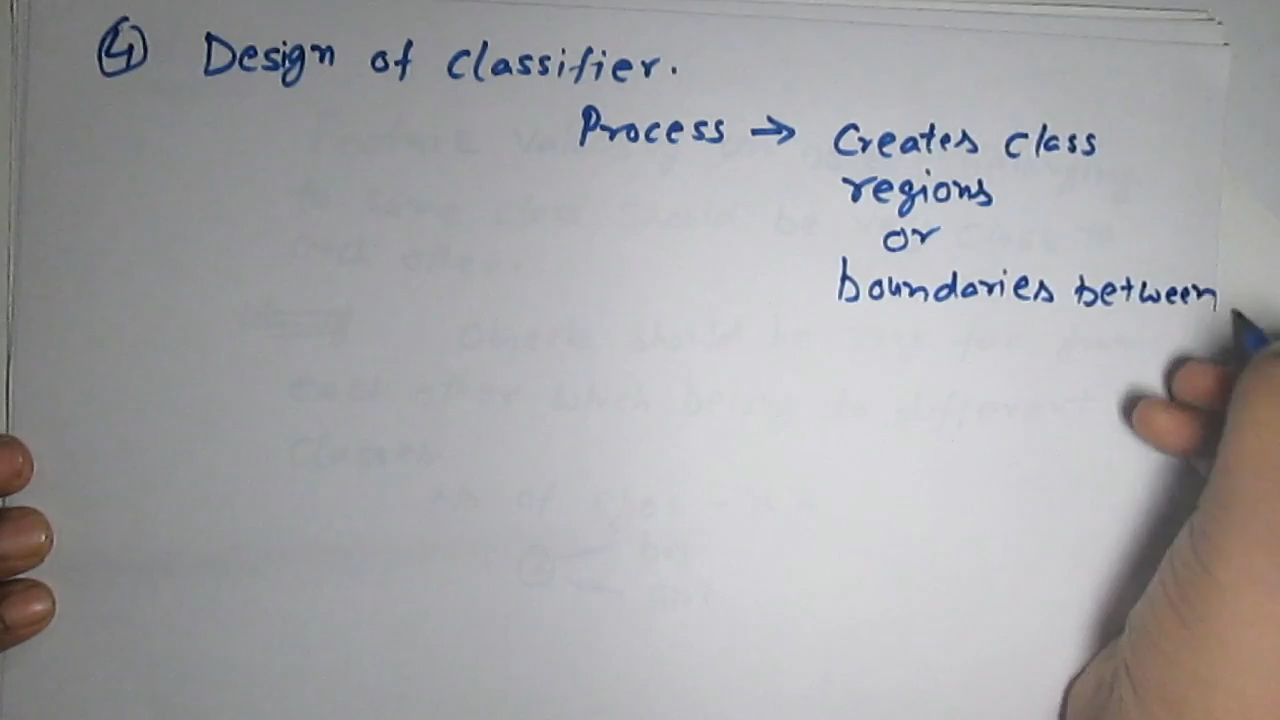 ④ Design of classifier.
Process → Creates class
regions
or
boundaries between